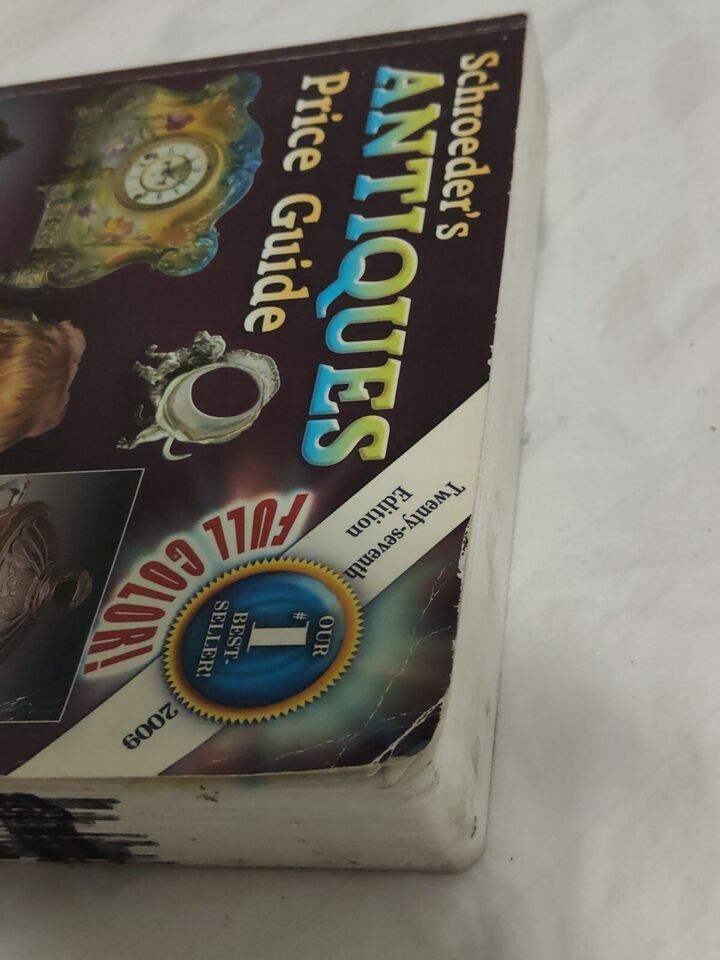 Schroeder's
ANTIQUES
Price Guide
Twenty-seventh
Edition
FULL COLOR!
OUR
#1
BEST-
SELLER!
2009